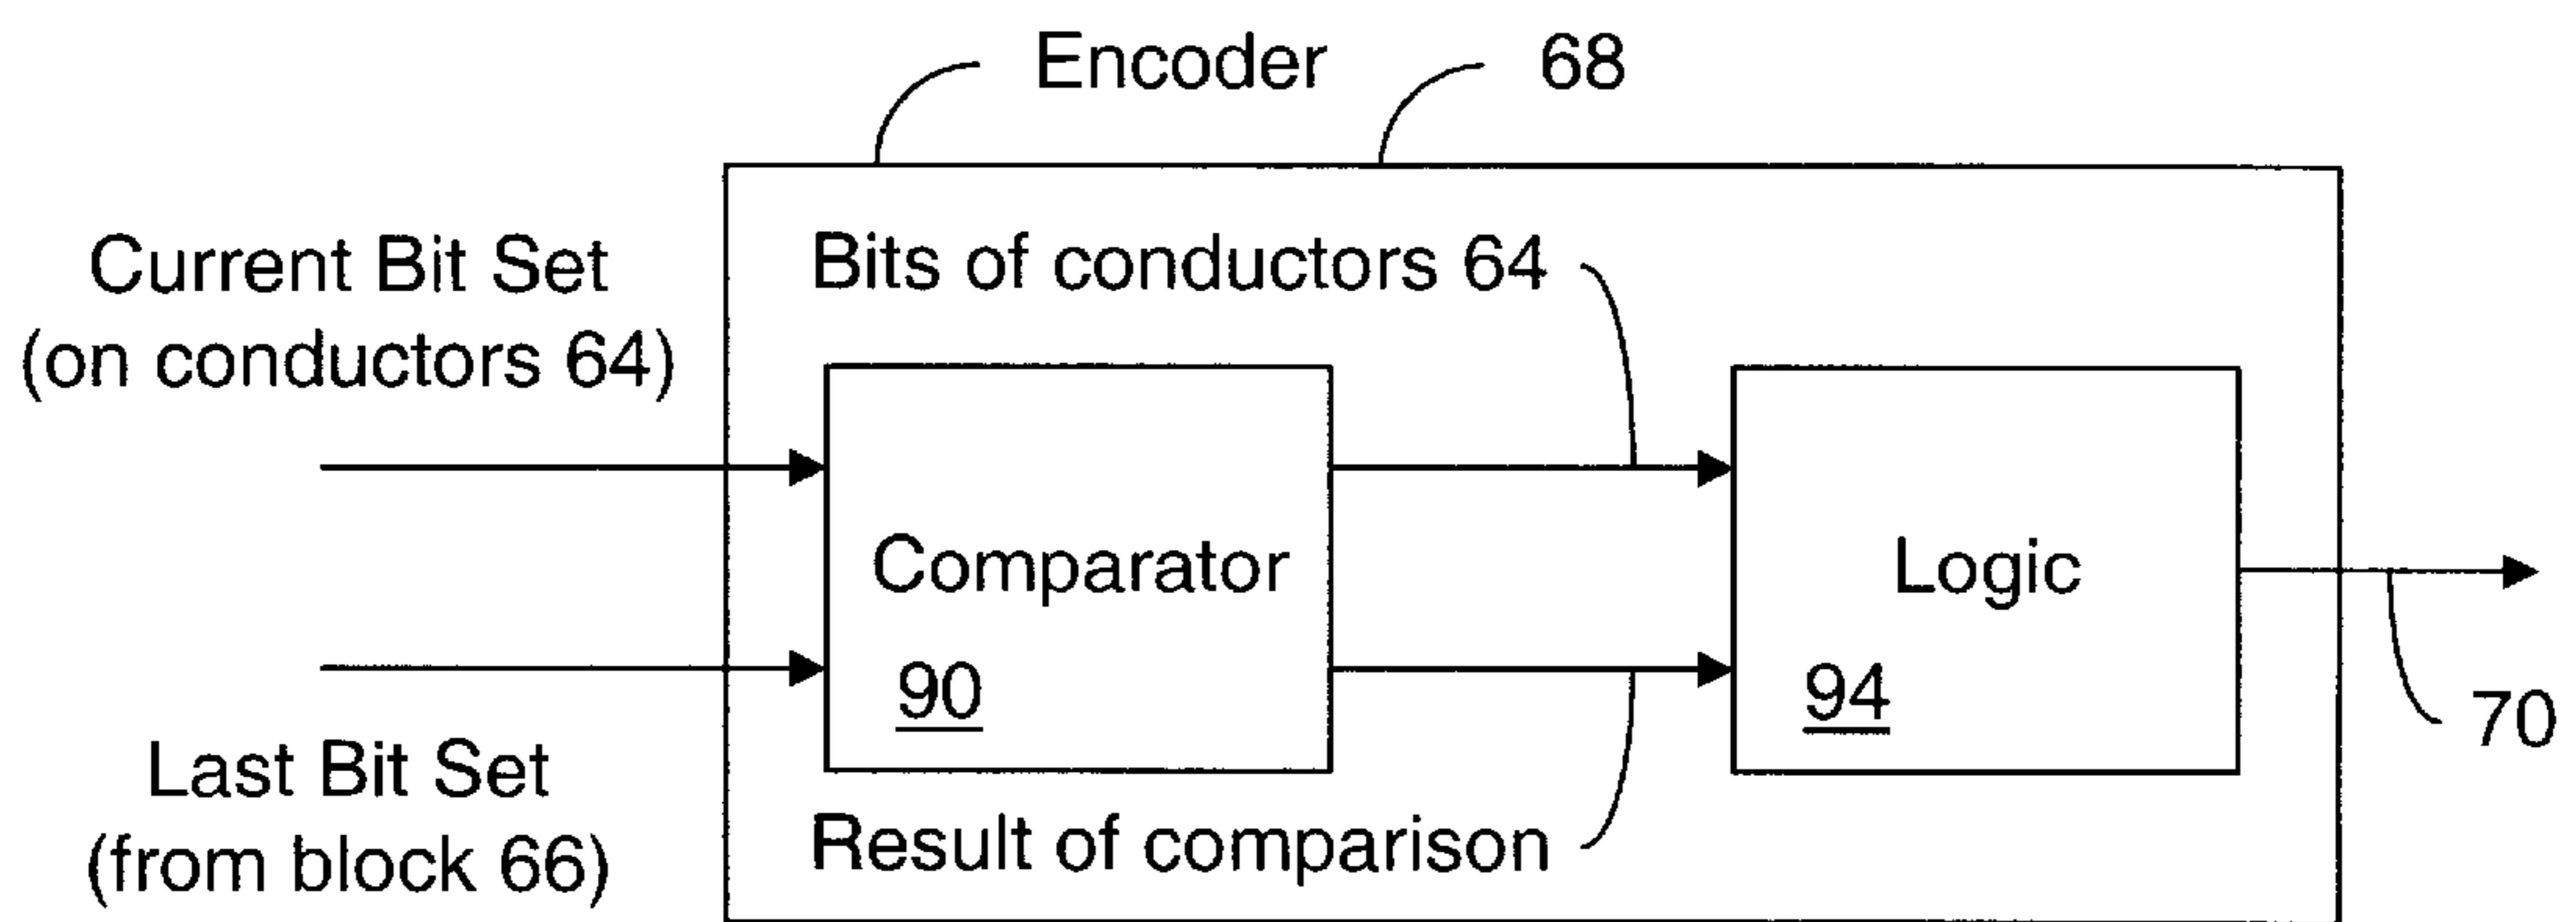 Encoder
68
Current Bit Set
(on conductors 64)
Bits of conductors 64
Comparator
90
Logic
94
70
Last Bit Set
(from block 66)
Result of comparison